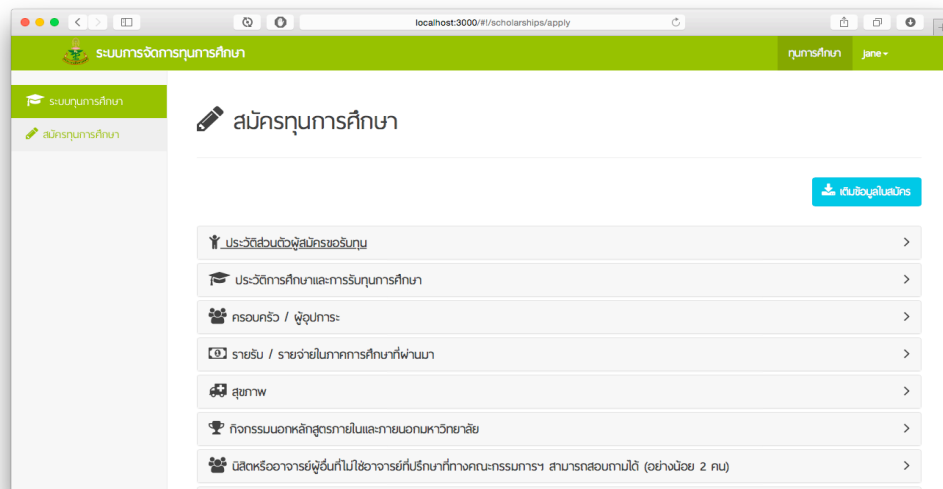 localhost:3000/#!/scholarships/apply
ระบบการจัดการทุนการศึกษา
ทุนการศึกษา
Jane
ระบบทุนการศึกษา
สมัครทุนการศึกษา
สมัครทุนการศึกษา
เติมข้อมูลใบสมัคร
ประวัติส่วนตัวผู้สมัครขอรับทุน
ประวัติการศึกษาและการรับทุนการศึกษา
ครอบครัว / ผู้อุปการะ
รายรับ / รายจ่ายในภาคการศึกษาที่ผ่านมา
สุขภาพ
กิจกรรมนอกหลักสูตรภายในและภายนอกมหาวิทยาลัย
นิสิตหรืออาจารย์ผู้อื่นที่ไม่ใช่อาจารย์ที่ปรึกษาที่ทางคณะกรรมการฯ สามารถสอบถามได้ (อย่างน้อย 2 คน)